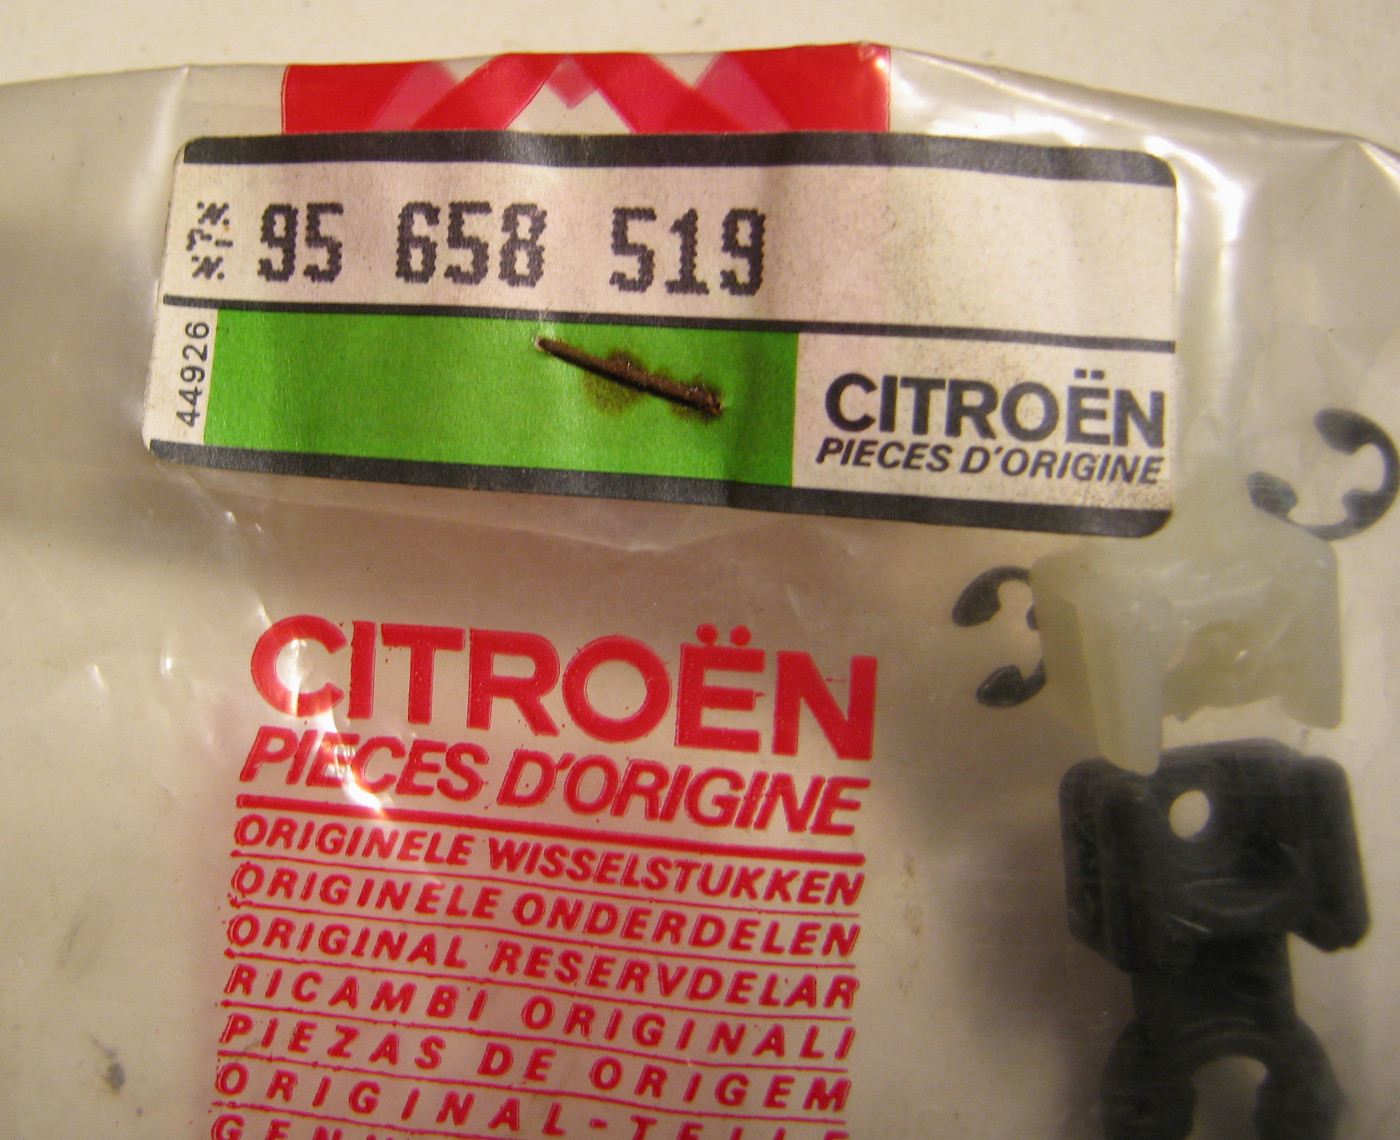 95 658 519
44926
CITROËN
PIECES D'ORIGINE
CITROËN
PIECES D'ORIGINE
ORIGINELE WISSELSTUKKEN
ORIGINELE ONDERDELEN
ORIGINAL RESERVDELAR
RICAMBI ORIGINALI
PIEZAS DE ORIGEM
ORIGINAL-TEILE